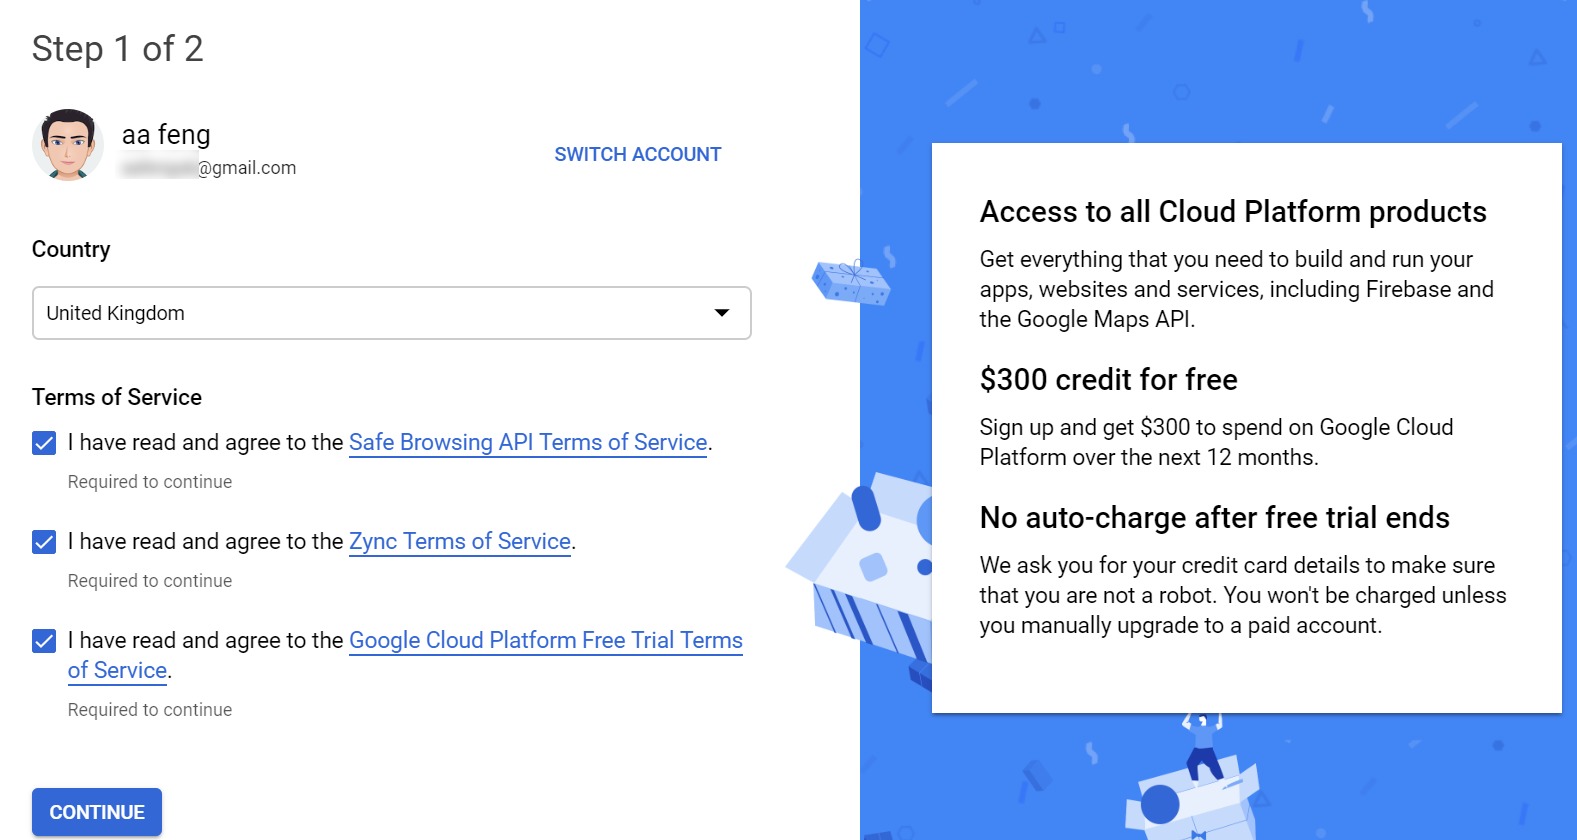 Step 1 of 2
aa feng
@gmail.com
SWITCH ACCOUNT
Country
United Kingdom
Terms of Service
I have read and agree to the Safe Browsing API Terms of Service.
Required to continue
I have read and agree to the Zync Terms of Service.
Required to continue
I have read and agree to the Google Cloud Platform Free Trial Terms
of Service.
Required to continue
CONTINUE
Access to all Cloud Platform products
Get everything that you need to build and run your
apps, websites and services, including Firebase and
the Google Maps API.
$300 credit for free
Sign up and get $300 to spend on Google Cloud
Platform over the next 12 months.
No auto-charge after free trial ends
We ask you for your credit card details to make sure
that you are not a robot. You won't be charged unless
you manually upgrade to a paid account.